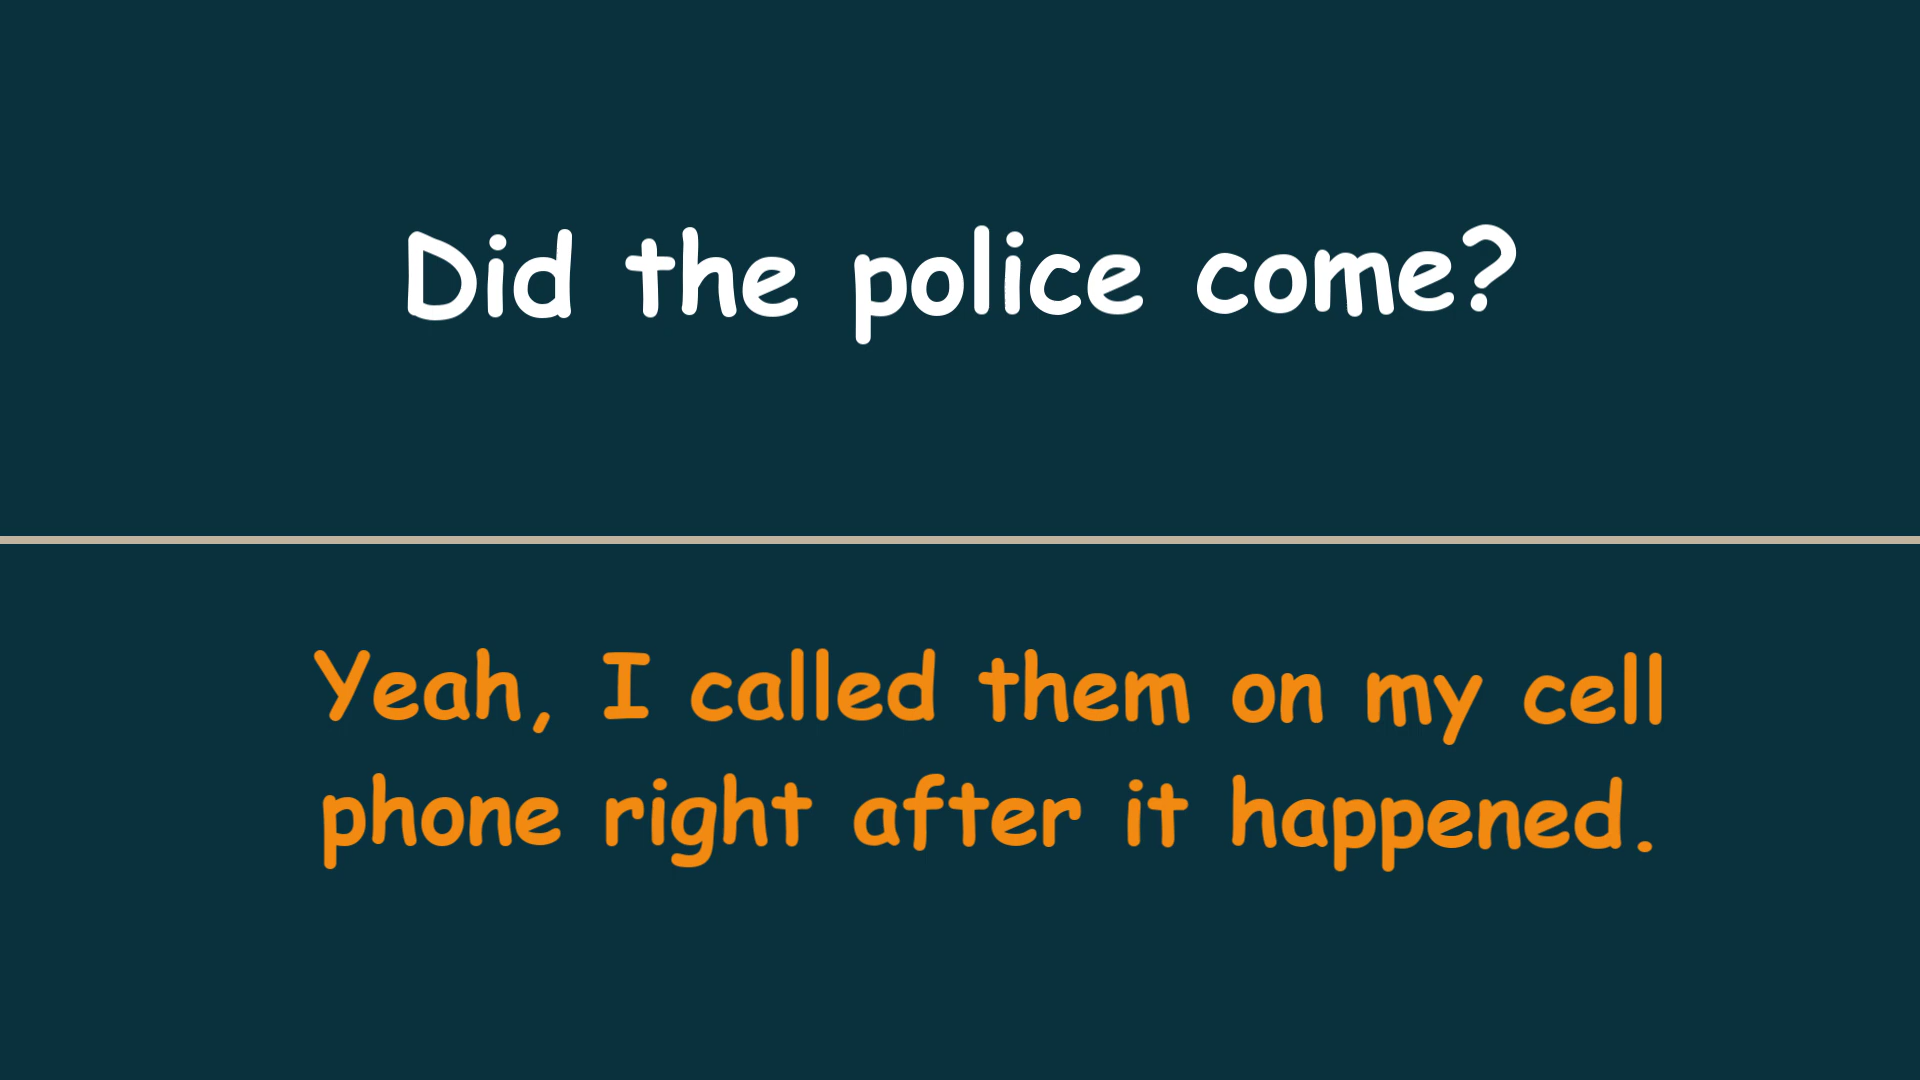 Did the police come?
Yeah, I called them on my cell
phone right after it happened.